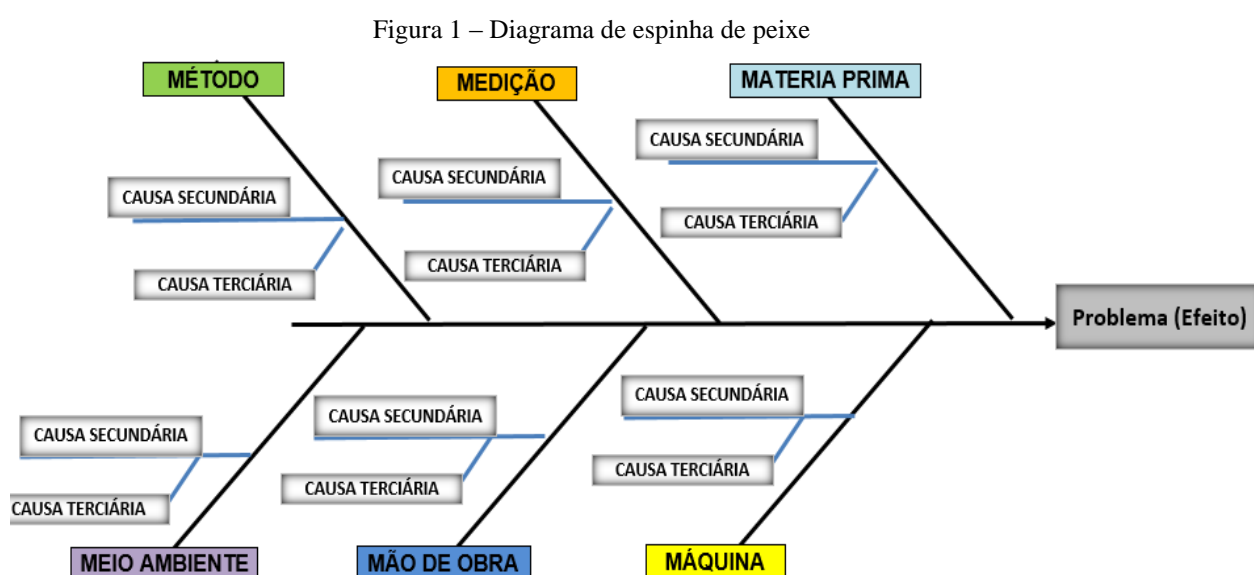 Figura 1 – Diagrama de espinha de peixe
MÉTODO
MEDIÇÃO
MATERIA PRIMA
CAUSA SECUNDÁRIA
CAUSA TERCIÁRIA
CAUSA SECUNDÁRIA
CAUSA TERCIÁRIA
CAUSA SECUNDÁRIA
CAUSA TERCIÁRIA
Problema (Efeito)
CAUSA SECUNDÁRIA
CAUSA TERCIÁRIA
CAUSA SECUNDÁRIA
CAUSA TERCIÁRIA
CAUSA SECUNDÁRIA
CAUSA TERCIÁRIA
MEIO AMBIENTE
MÃO DE OBRA
MÁQUINA